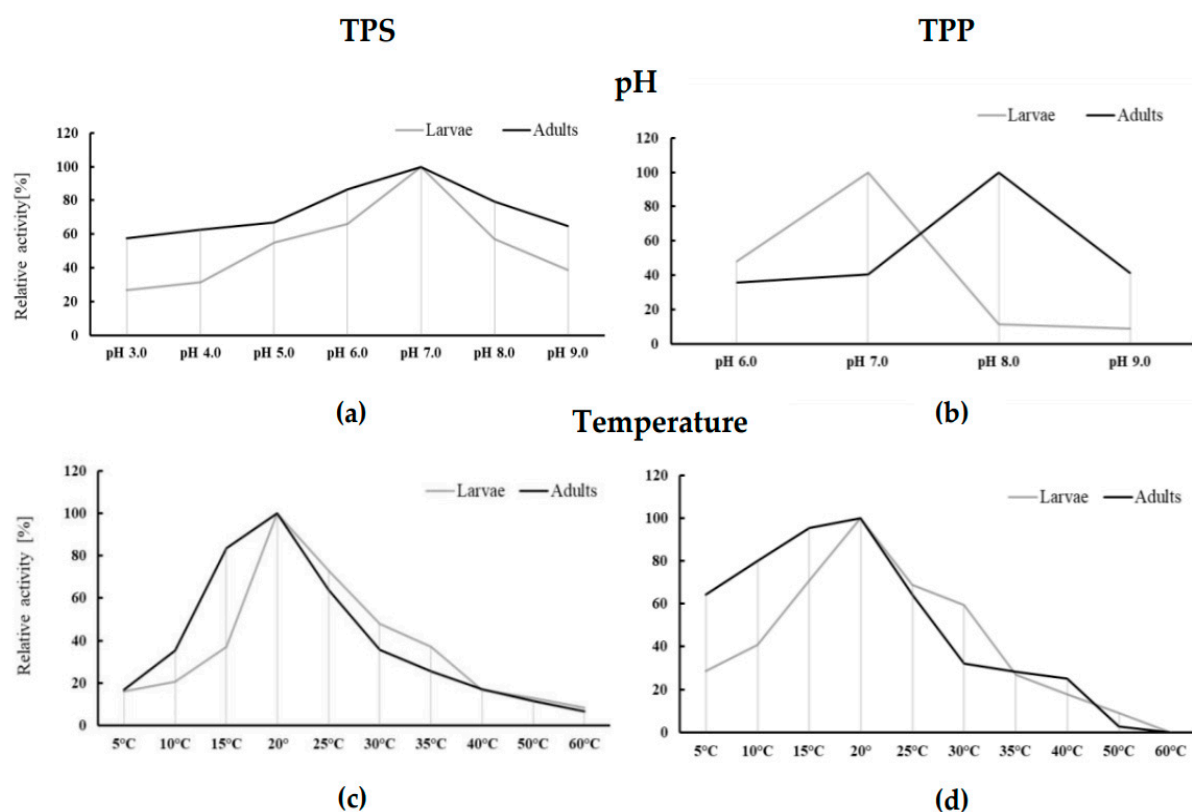 TPS TPP
pH
Larvae Adults
120
100
80
60
40
20
0
Relative activity[%]
pH 3.0 pH 4.0 pH 5.0 pH 6.0 pH 7.0 pH 8.0 pH 9.0
(a)
Larvae Adults
120
100
80
60
40
20
0
pH 6.0 pH 7.0 pH 8.0 pH 9.0
(b)
Temperature
Larvae Adults
120
100
80
60
40
20
0
Relative activity [%]
5°C 10°C 15°C 20° 25°C 30°C 35°C 40°C 50°C 60°C
(c)
Larvae Adults
120
100
80
60
40
20
0
5°C 10°C 15°C 20° 25°C 30°C 35°C 40°C 50°C 60°C
(d)